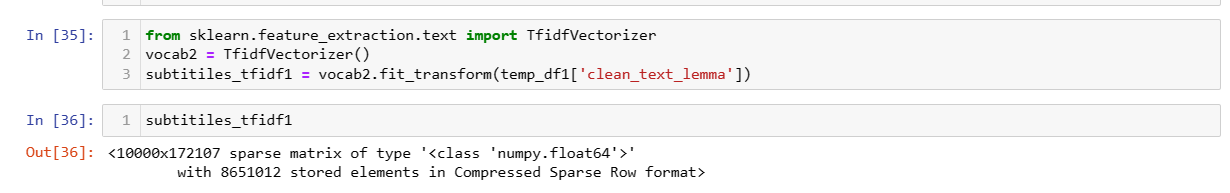 In [35]:
1 from sklearn.feature_extraction.text import TfidfVectorizer
2 vocab2 = TfidfVectorizer()
3 subtitiles_tfidf1 = vocab2.fit_transform(temp_df1['clean_text_lemma'])
In [36]:
1 subtitiles_tfidf1
Out[36]: <10000x172107 sparse matrix of type '<class 'numpy.float64'>'
with 8651012 stored elements in Compressed Sparse Row format>